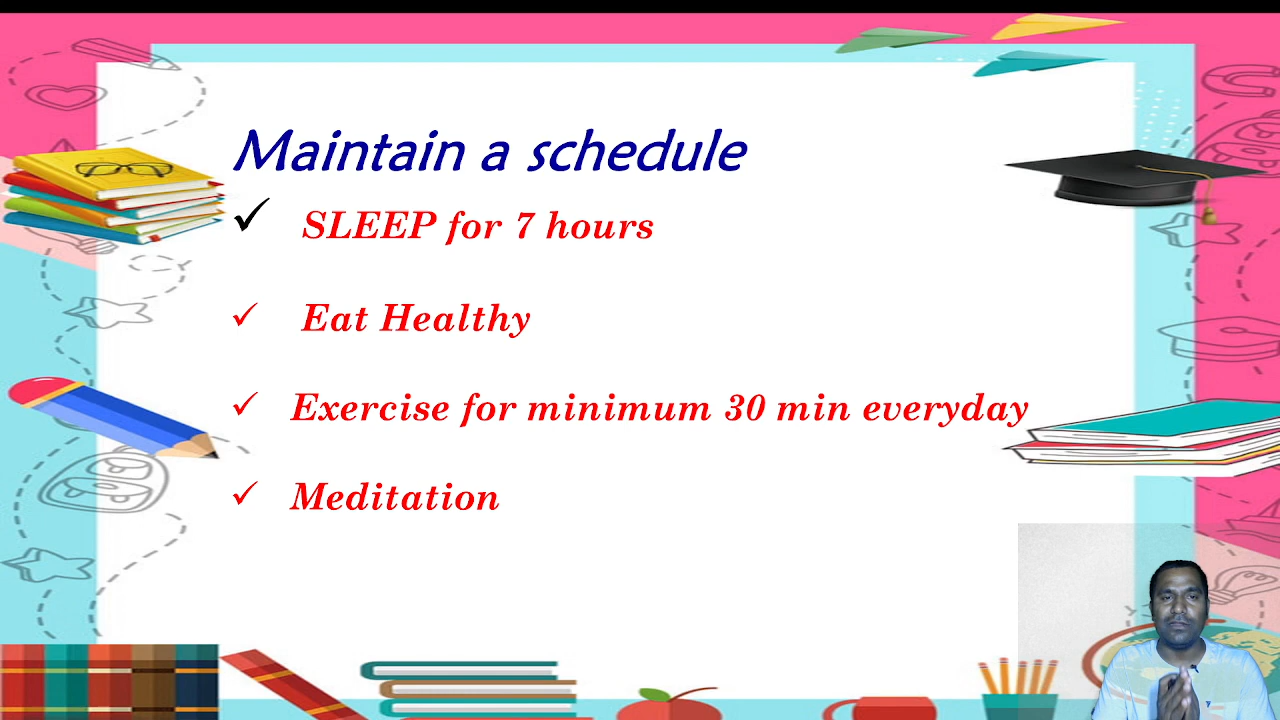 Maintain a schedule
SLEEP for 7 hours
Eat Healthy
Exercise for minimum 30 min everyday
Meditation